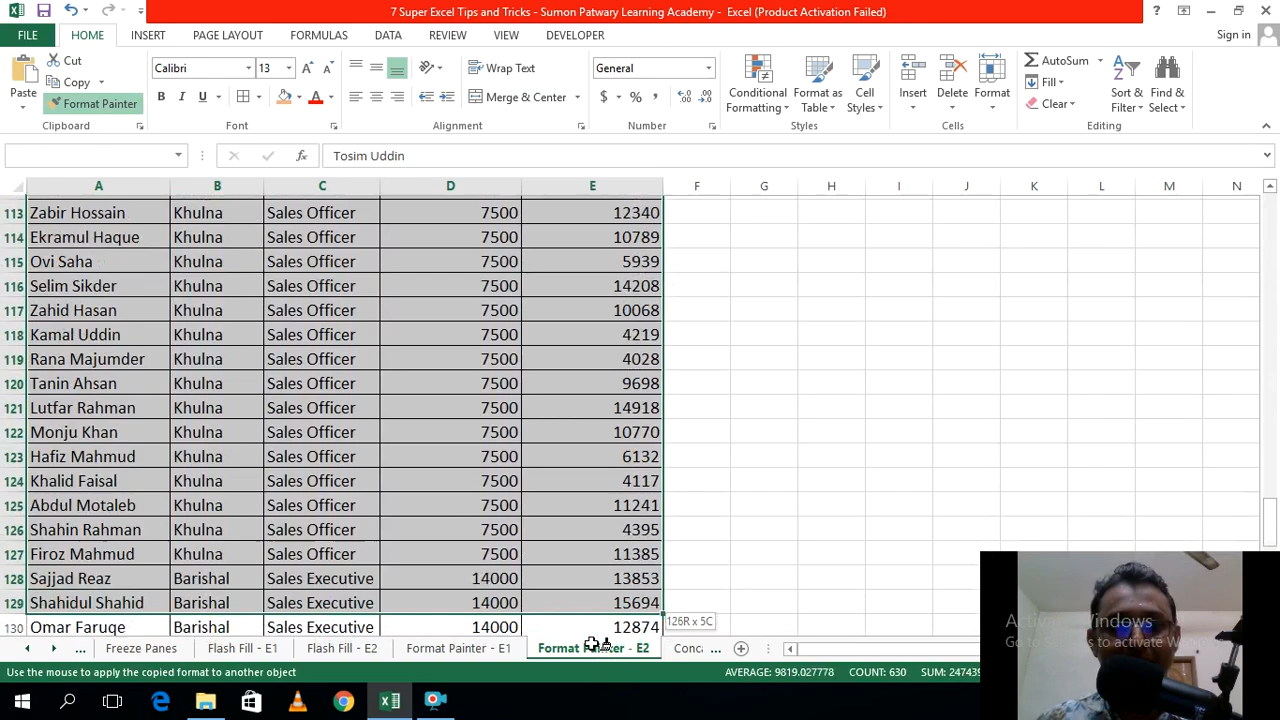 7 Super Excel Tips and Tricks - Sumon Patwary Learning Academy - Excel (Product Activation Failed)
FILE HOME INSERT PAGE LAYOUT FORMULAS DATA REVIEW VIEW DEVELOPER Sign in
Paste
Cut
Copy
Format Painter
Clipboard
Calibri 13
B I U
Font
Wrap Text
Merge & Center
Alignment
General
$ % ,
Number
Conditional Formatting
Format as Table
Cell Styles
Styles
Insert
Delete
Format
Cells
AutoSum
Fill
Clear
Sort & Filter
Find & Select
Editing
fx Tosim Uddin
A B C D E F G H I J K L M N
113 Zabir Hossain Khulna Sales Officer 7500 12340
114 Ekramul Haque Khulna Sales Officer 7500 10789
115 Ovi Saha Khulna Sales Officer 7500 5939
116 Selim Sikder Khulna Sales Officer 7500 14208
117 Zahid Hasan Khulna Sales Officer 7500 10068
118 Kamal Uddin Khulna Sales Officer 7500 4219
119 Rana Majumder Khulna Sales Officer 7500 4028
120 Tanin Ahsan Khulna Sales Officer 7500 9698
121 Lutfar Rahman Khulna Sales Officer 7500 14918
122 Monju Khan Khulna Sales Officer 7500 10770
123 Hafiz Mahmud Khulna Sales Officer 7500 6132
124 Khalid Faisal Khulna Sales Officer 7500 4117
125 Abdul Motaleb Khulna Sales Officer 7500 11241
126 Shahin Rahman Khulna Sales Officer 7500 4395
127 Firoz Mahmud Khulna Sales Officer 7500 11385
128 Sajjad Reaz Barishal Sales Executive 14000 13853
129 Shahidul Shahid Barishal Sales Executive 14000 15694
130 Omar Faruqe Barishal Sales Executive 14000 12874
126R x 5C
Activate Windows
Go to Settings to activate Windows
... Freeze Panes Flash Fill - E1 Flash Fill - E2 Format Painter - E1 Format Painter - E2 Conc ...
Use the mouse to apply the copied format to another object AVERAGE: 9819.027778 COUNT: 630 SUM: 247439